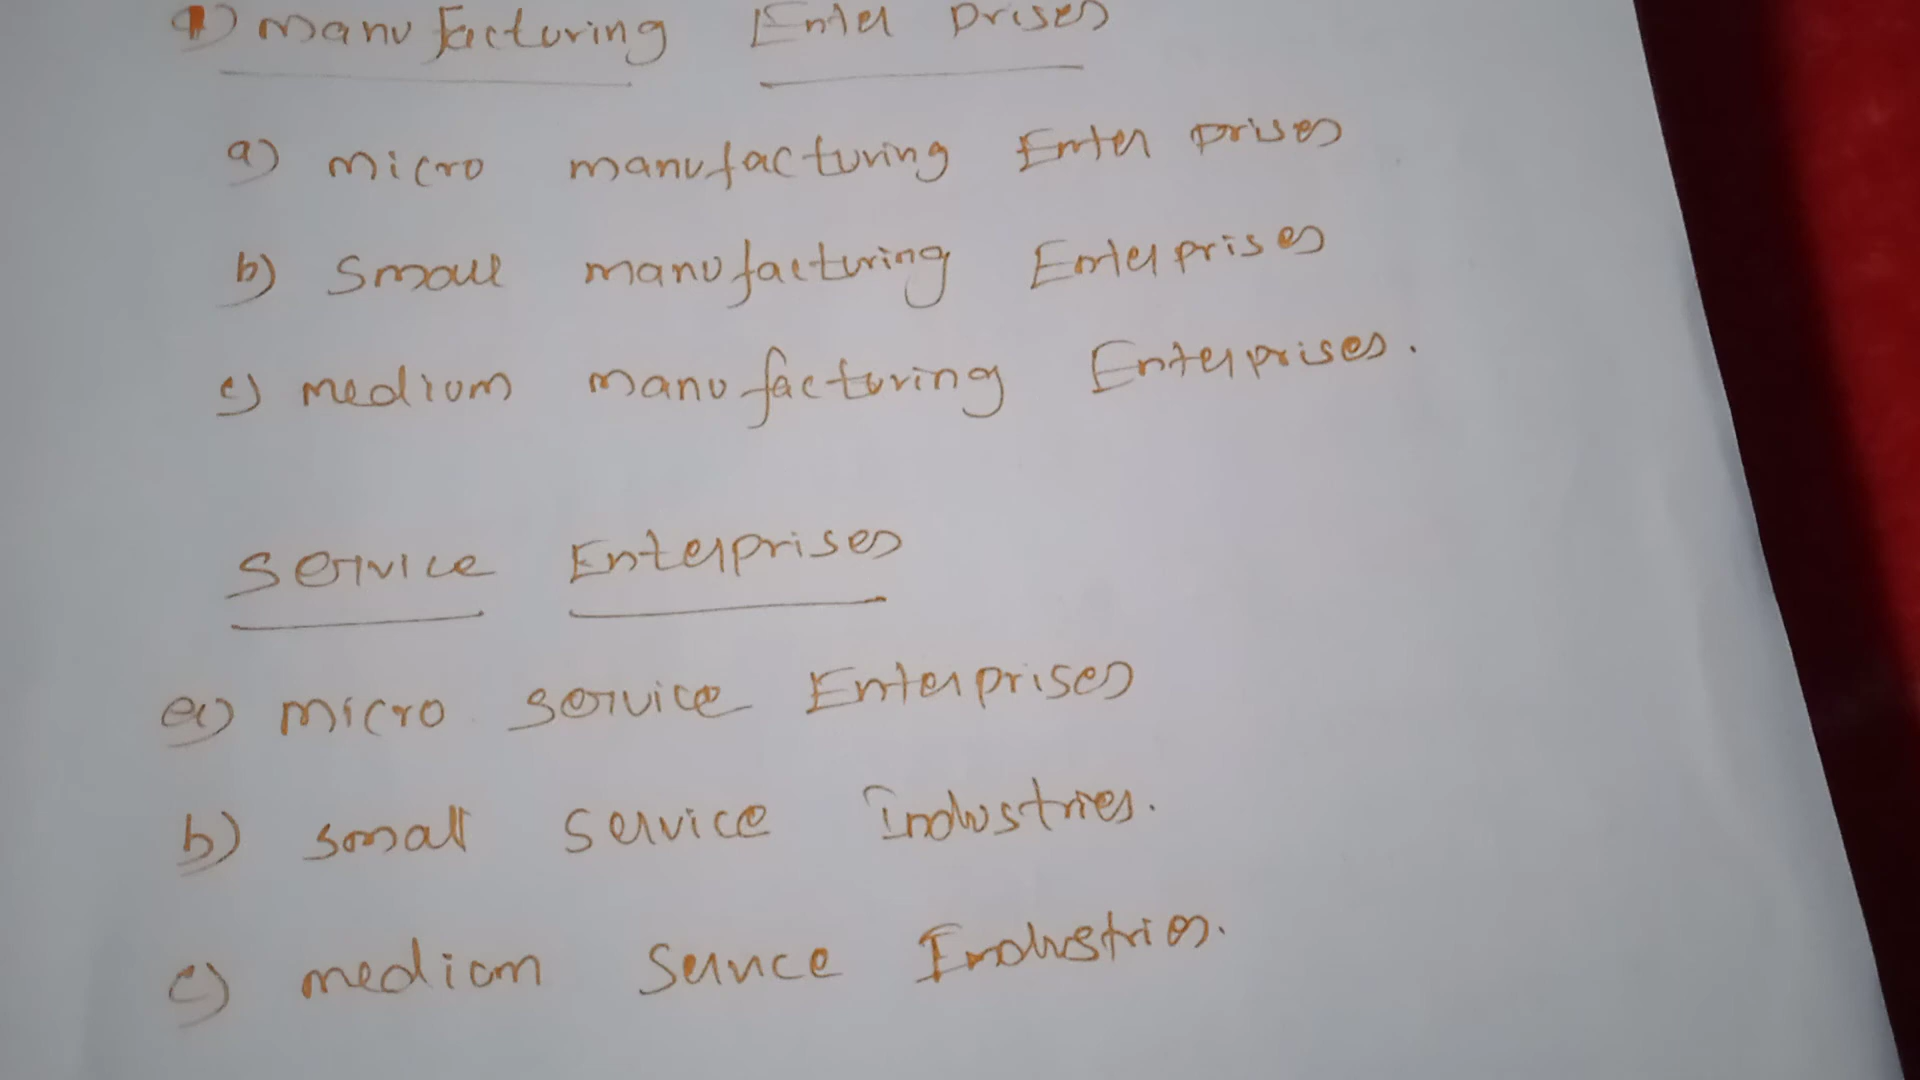 1) Manufacturing Enter prises
a) micro manufacturing Enter prises
b) Small manufacturing Enterprises
c) medium manufacturing Enterprises.
Service Enterprises
a) micro service Enterprises
b) small service Industries.
c) medium Service Industries.